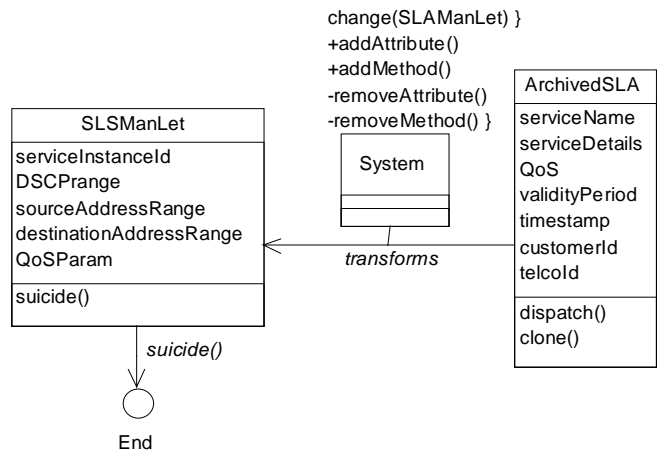 change(SLAManLet) }
+addAttribute()
+addMethod()
-removeAttribute()
-removeMethod() }
System
transforms
SLSManLet
serviceInstanceId
DSCPrange
sourceAddressRange
destinationAddressRange
QoSParam
suicide()
suicide()
End
ArchivedSLA
serviceName
serviceDetails
QoS
validityPeriod
timestamp
customerId
telcoId
dispatch()
clone()